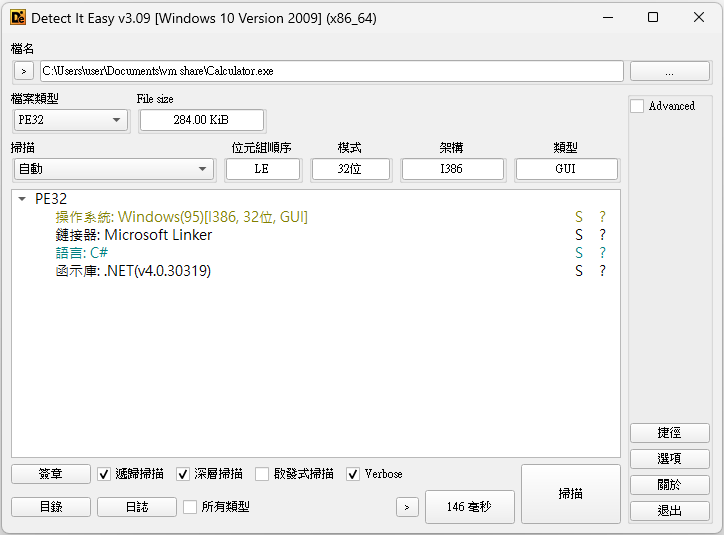 Detect It Easy v3.09 [Windows 10 Version 2009] (x86_64)
檔名
> C:\Users\user\Documents\vm share\Calculator.exe ...
檔案類型 File size
PE32 284.00 KiB Advanced
掃描 位元組順序 模式 架構 類型
自動 LE 32位 I386 GUI
PE32
操作系統: Windows(95)[I386, 32位, GUI] S ?
鏈接器: Microsoft Linker S ?
語言: C# S ?
函示庫: .NET(v4.0.30319) S ?
捷徑
選項
關於
退出
簽章 遞歸掃描 深層掃描 啟發式掃描 Verbose
目錄 日誌 所有類型 > 146 毫秒 掃描